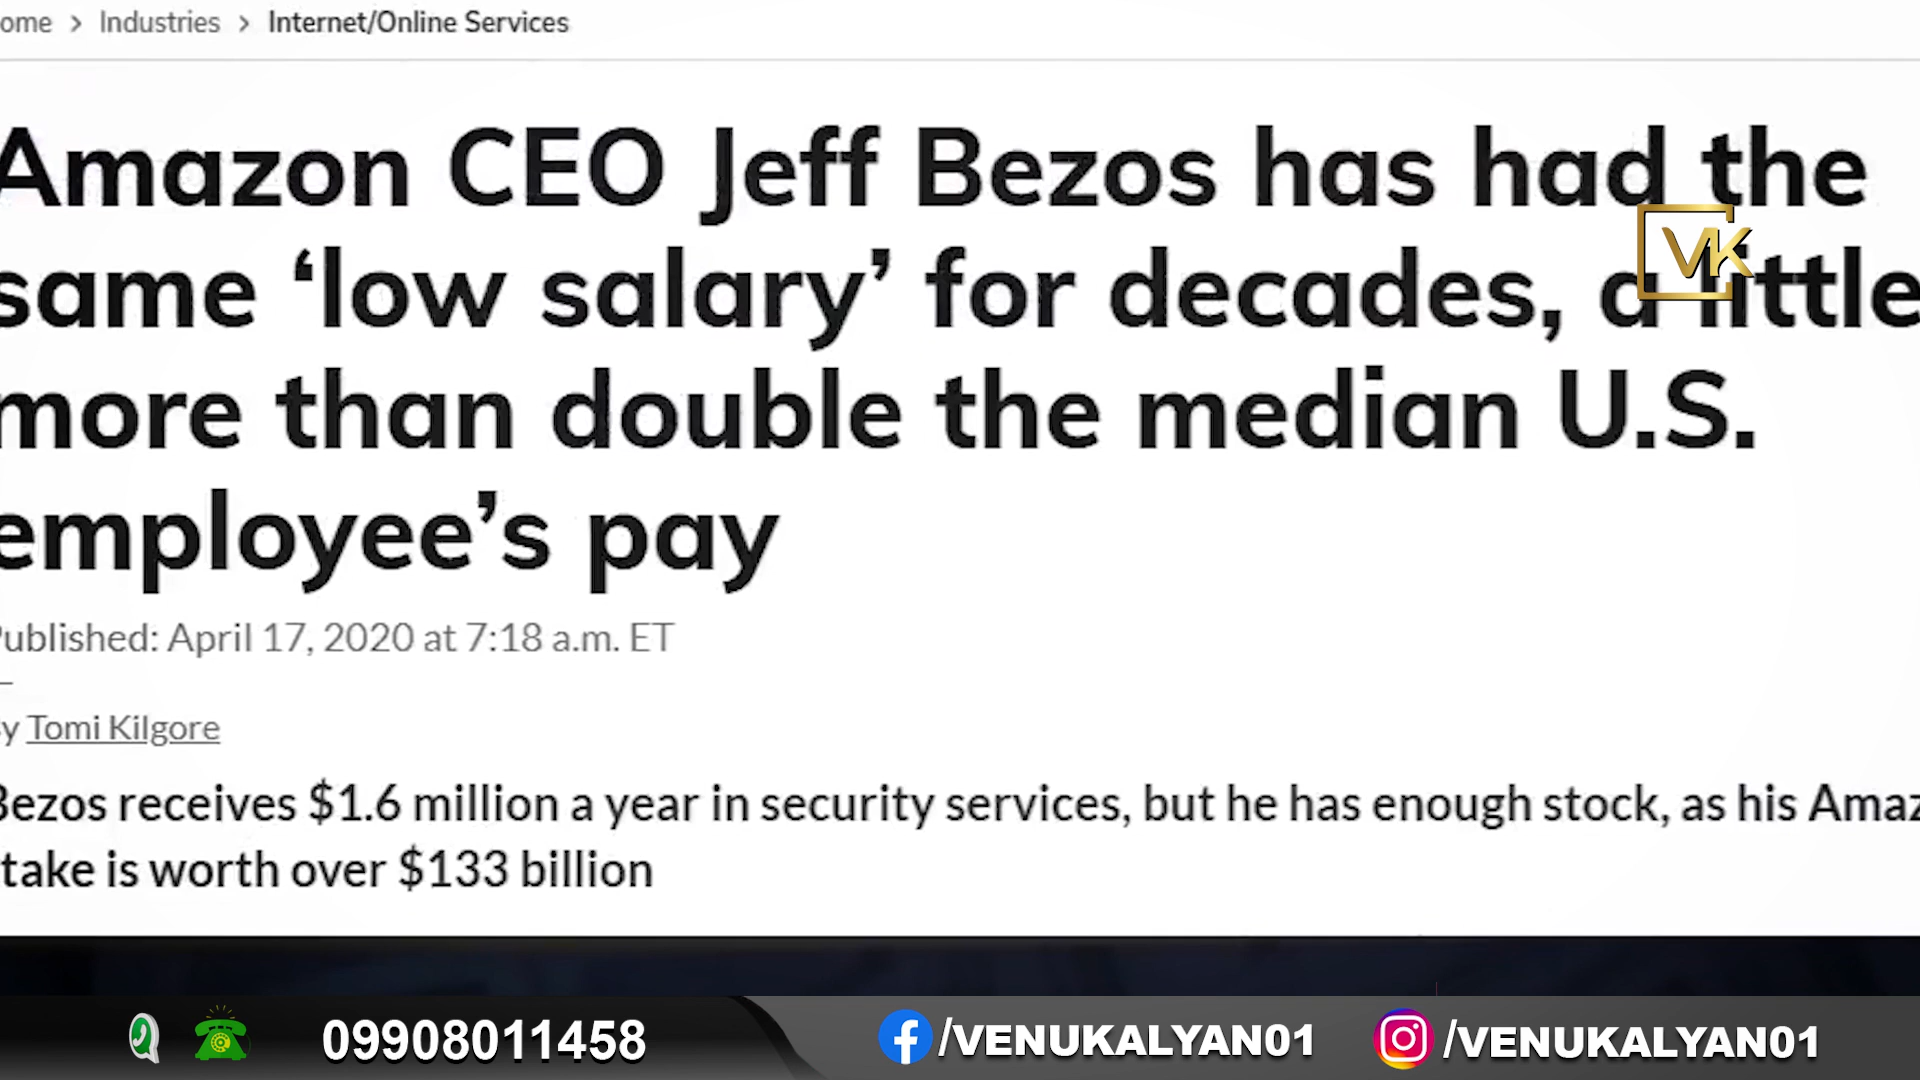 ome > Industries > Internet/Online Services
Amazon CEO Jeff Bezos has had the
same ‘low salary’ for decades, a little
more than double the median U.S.
employee’s pay
VK
Published: April 17, 2020 at 7:18 a.m. ET
y Tomi Kilgore
Bezos receives $1.6 million a year in security services, but he has enough stock, as his Amaz
take is worth over $133 billion
09908011458
/VENUKALYAN01
/VENUKALYAN01